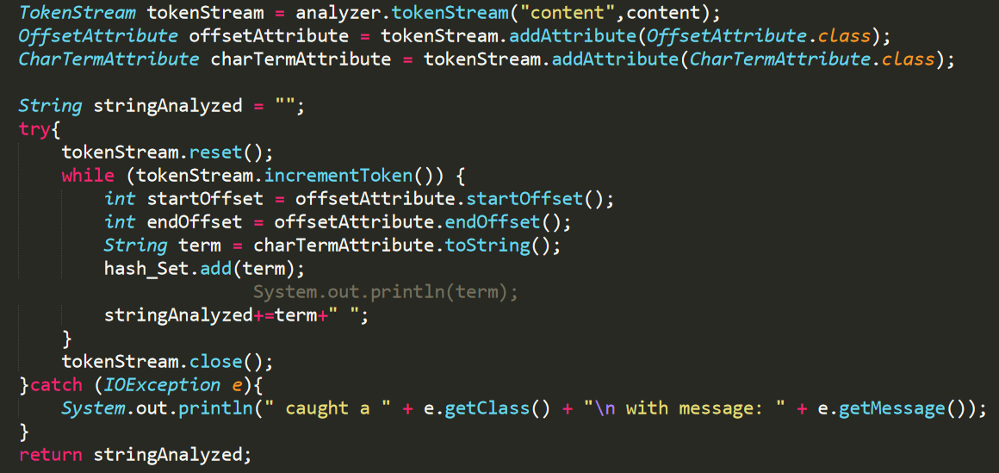 TokenStream tokenStream = analyzer.tokenStream("content",content);
OffsetAttribute offsetAttribute = tokenStream.addAttribute(OffsetAttribute.class);
CharTermAttribute charTermAttribute = tokenStream.addAttribute(CharTermAttribute.class);

String stringAnalyzed = "";
try{
    tokenStream.reset();
    while (tokenStream.incrementToken()) {
        int startOffset = offsetAttribute.startOffset();
        int endOffset = offsetAttribute.endOffset();
        String term = charTermAttribute.toString();
        hash_Set.add(term);
                      System.out.println(term);
        stringAnalyzed+=term+" ";
    }
    tokenStream.close();
}catch (IOException e){
    System.out.println(" caught a " + e.getClass() + "\n with message: " + e.getMessage());
}
return stringAnalyzed;